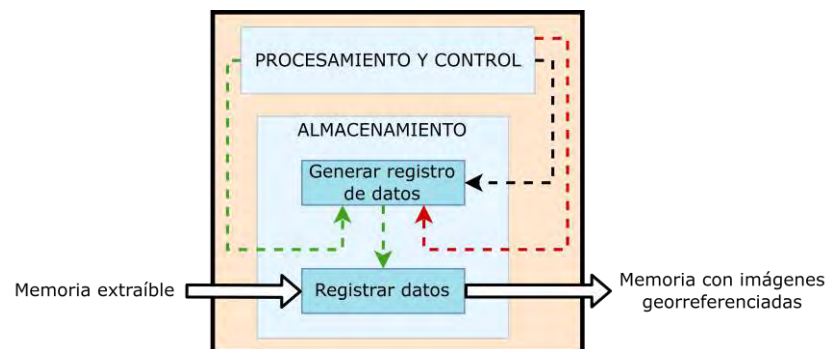 PROCESAMIENTO Y CONTROL
ALMACENAMIENTO
Generar registro
de datos
Memoria extraíble
Registrar datos
Memoria con imágenes
georreferenciadas